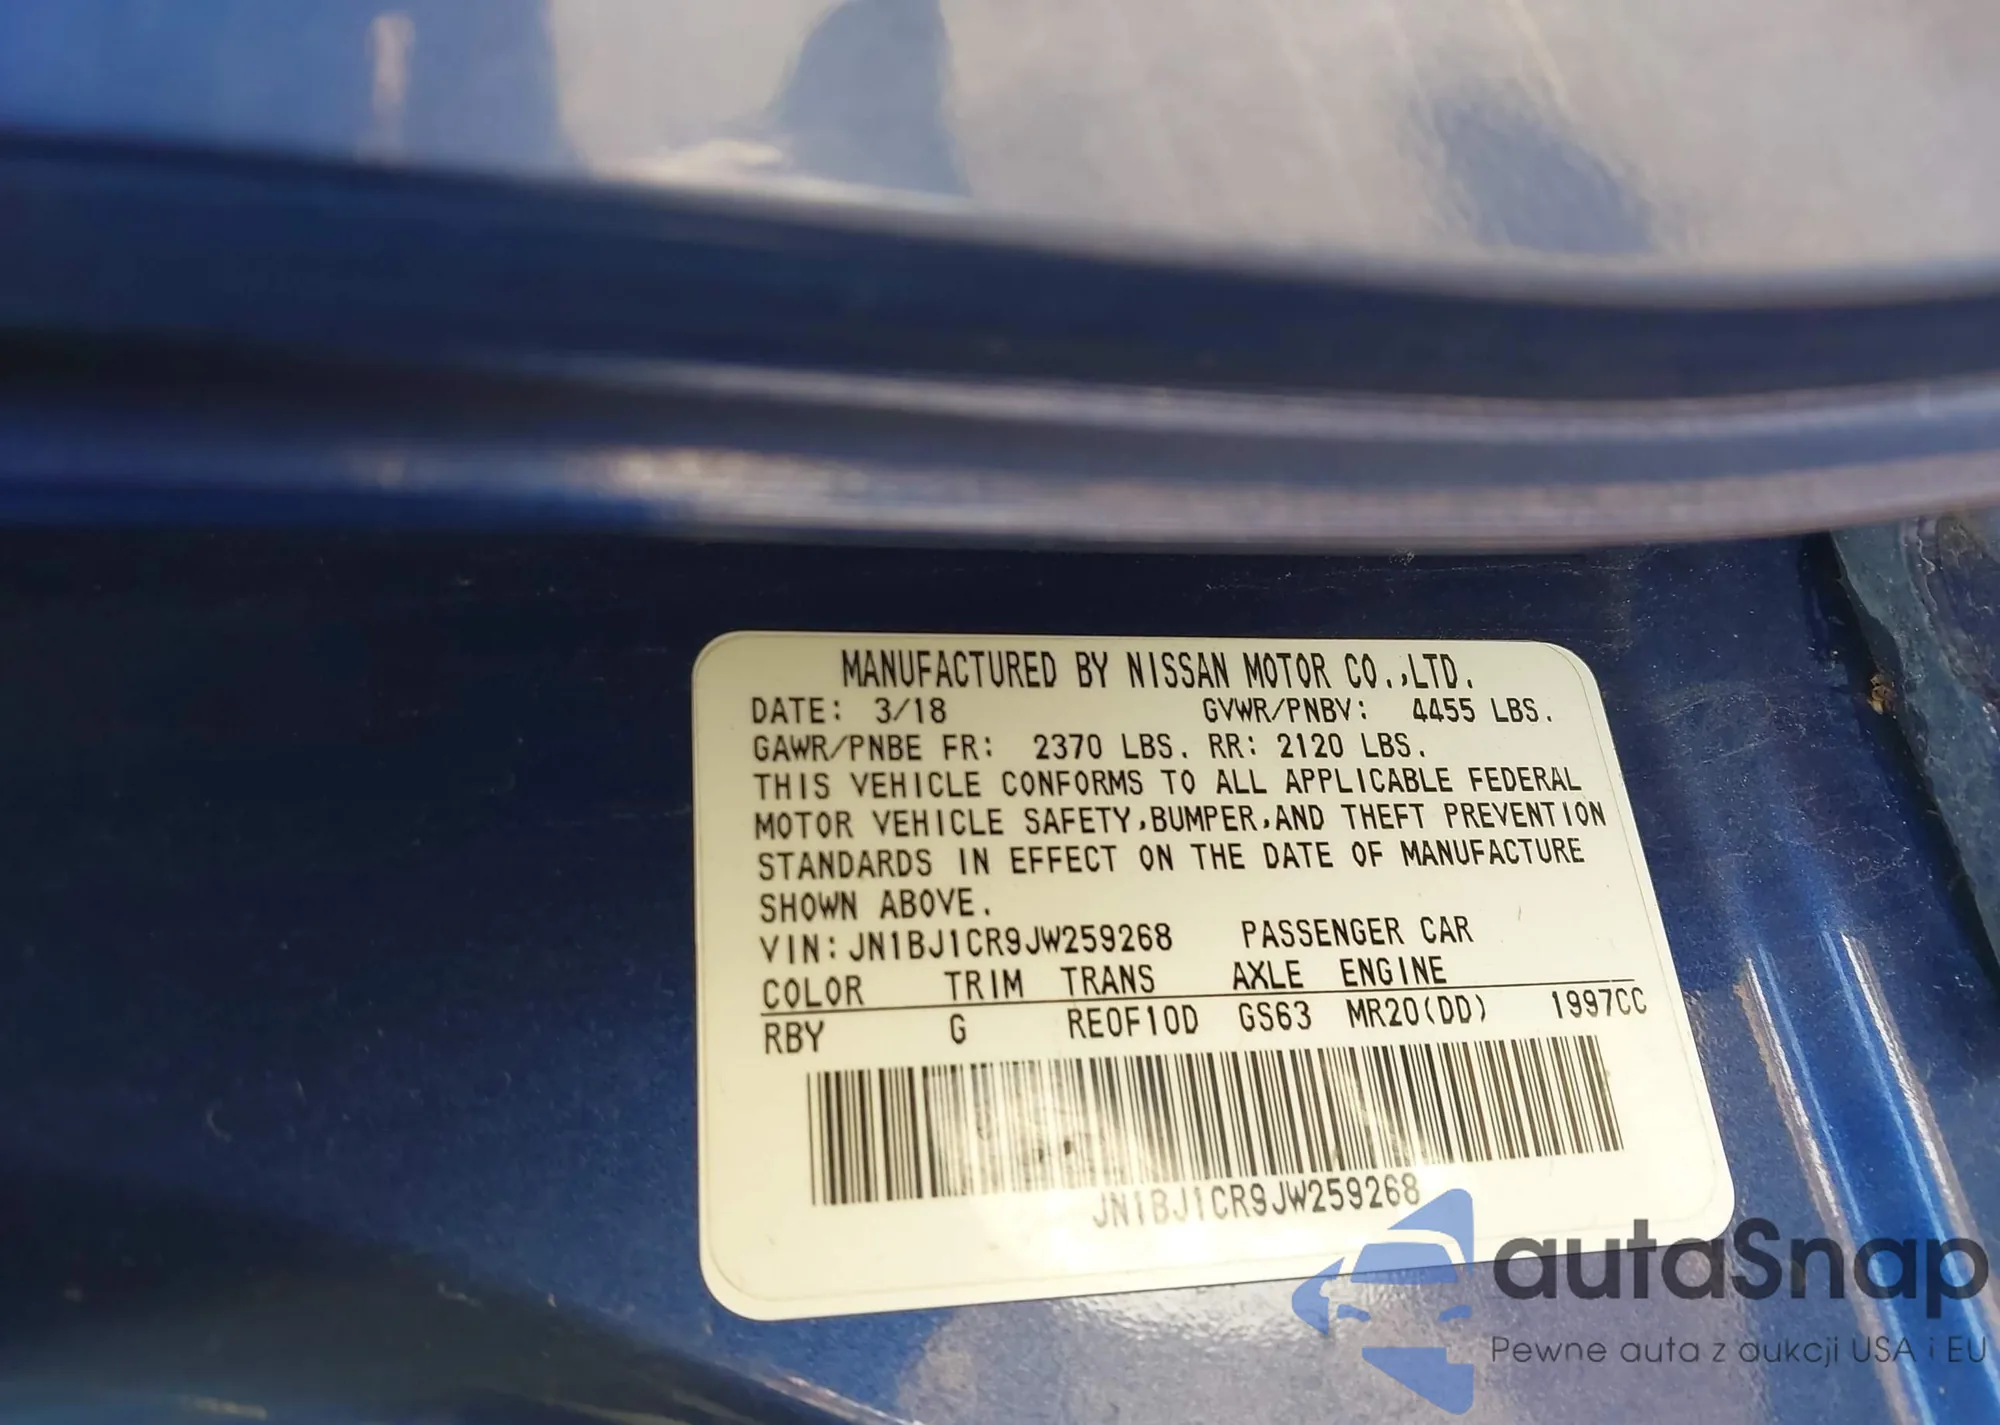 MANUFACTURED BY NISSAN MOTOR CO.,LTD.
DATE: 3/18 GVWR/PNBV: 4455 LBS.
GAWR/PNBE FR: 2370 LBS. RR: 2120 LBS.
THIS VEHICLE CONFORMS TO ALL APPLICABLE FEDERAL
MOTOR VEHICLE SAFETY,BUMPER,AND THEFT PREVENTION
STANDARDS IN EFFECT ON THE DATE OF MANUFACTURE
SHOWN ABOVE.
VIN:JN1BJ1CR9JW259268 PASSENGER CAR
COLOR TRIM TRANS AXLE ENGINE
RBY G RE0F10D GS63 MR20(DD) 1997CC
JN1BJ1CR9JW259268
autaSnap
Pewne auta z aukcji USA i EU